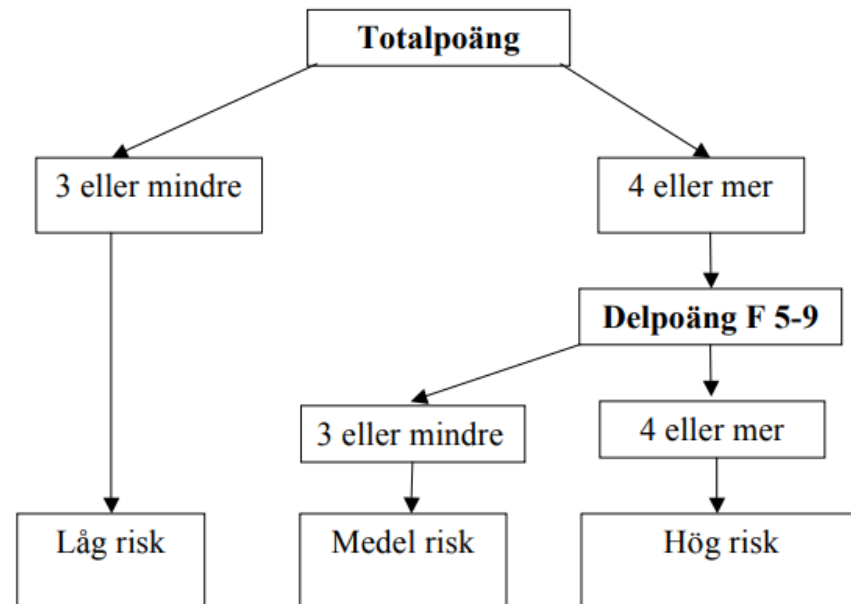 Totalpoäng
3 eller mindre
4 eller mer
Delpoäng F 5-9
3 eller mindre
4 eller mer
Låg risk
Medel risk
Hög risk